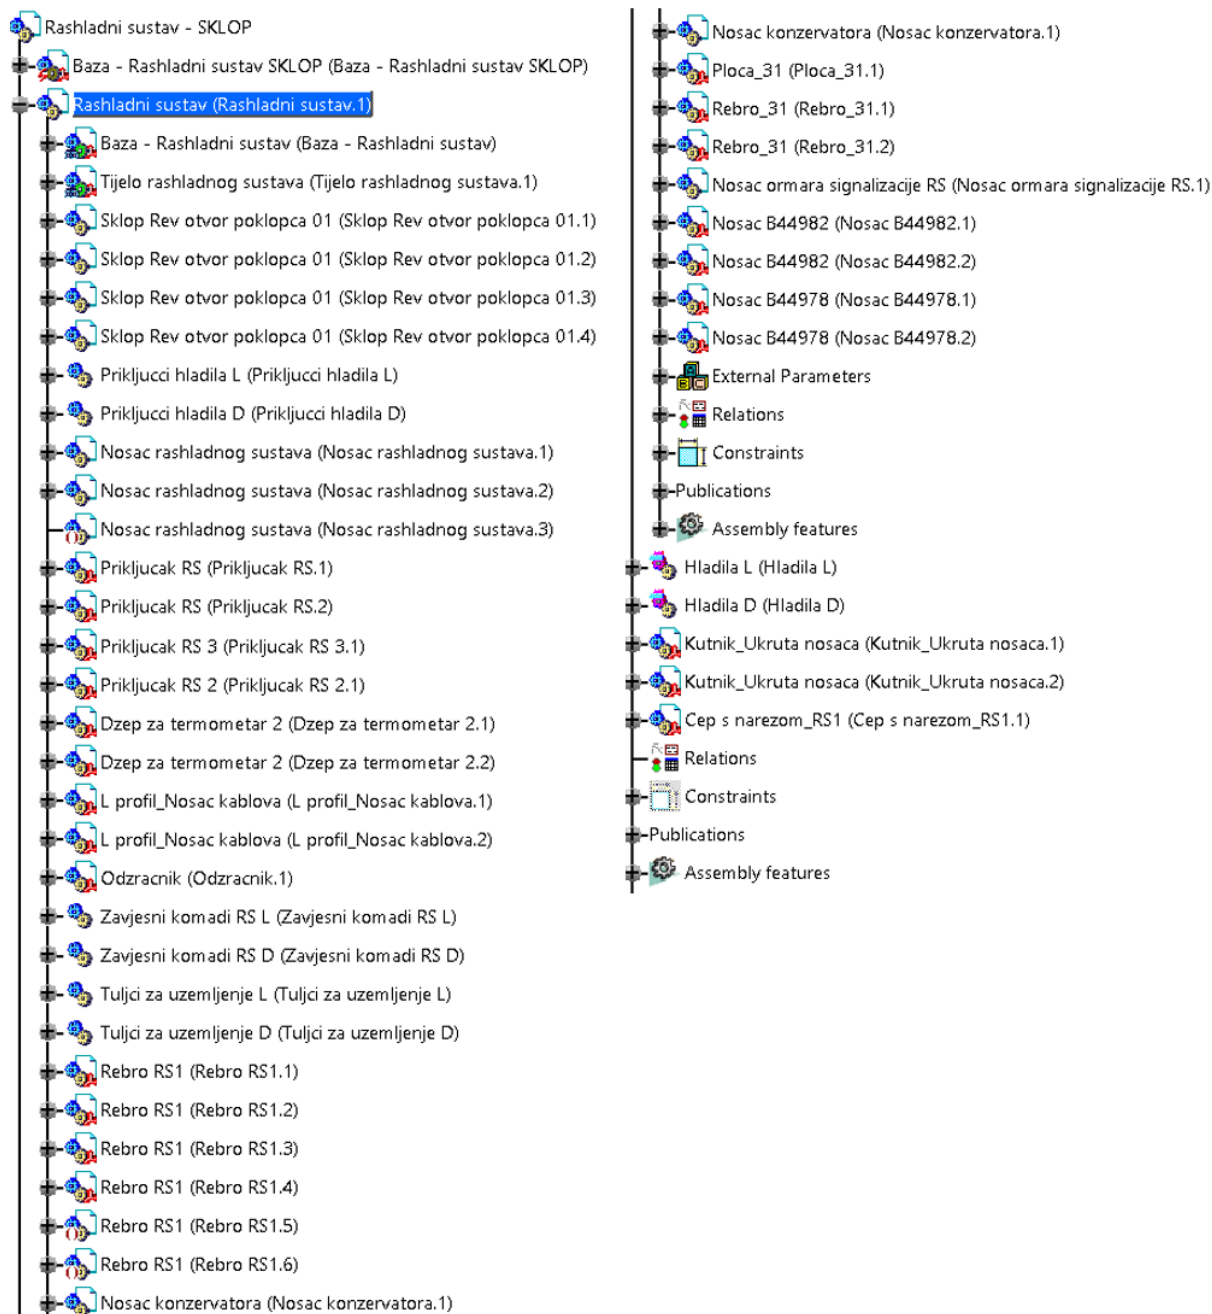 Rashladni sustav - SKLOP
Baza - Rashladni sustav SKLOP (Baza - Rashladni sustav SKLOP)
Rashladni sustav (Rashladni sustav.1)
Baza - Rashladni sustav (Baza - Rashladni sustav)
Tijelo rashladnog sustava (Tijelo rashladnog sustava.1)
Sklop Rev otvor poklopca 01 (Sklop Rev otvor poklopca 01.1)
Sklop Rev otvor poklopca 01 (Sklop Rev otvor poklopca 01.2)
Sklop Rev otvor poklopca 01 (Sklop Rev otvor poklopca 01.3)
Sklop Rev otvor poklopca 01 (Sklop Rev otvor poklopca 01.4)
Prikljucci hladila L (Prikljucci hladila L)
Prikljucci hladila D (Prikljucci hladila D)
Nosac rashladnog sustava (Nosac rashladnog sustava.1)
Nosac rashladnog sustava (Nosac rashladnog sustava.2)
Nosac rashladnog sustava (Nosac rashladnog sustava.3)
Prikljucak RS (Prikljucak RS.1)
Prikljucak RS (Prikljucak RS.2)
Prikljucak RS 3 (Prikljucak RS 3.1)
Prikljucak RS 2 (Prikljucak RS 2.1)
Dzep za termometar 2 (Dzep za termometar 2.1)
Dzep za termometar 2 (Dzep za termometar 2.2)
L profil_Nosac kablova (L profil_Nosac kablova.1)
L profil_Nosac kablova (L profil_Nosac kablova.2)
Odzracnik (Odzracnik.1)
Zavjesni komadi RS L (Zavjesni komadi RS L)
Zavjesni komadi RS D (Zavjesni komadi RS D)
Tuljci za uzemljenje L (Tuljci za uzemljenje L)
Tuljci za uzemljenje D (Tuljci za uzemljenje D)
Rebro RS1 (Rebro RS1.1)
Rebro RS1 (Rebro RS1.2)
Rebro RS1 (Rebro RS1.3)
Rebro RS1 (Rebro RS1.4)
Rebro RS1 (Rebro RS1.5)
Rebro RS1 (Rebro RS1.6)
Nosac konzervatora (Nosac konzervatora.1)
Nosac konzervatora (Nosac konzervatora.1)
Ploca_31 (Ploca_31.1)
Rebro_31 (Rebro_31.1)
Rebro_31 (Rebro_31.2)
Nosac ormara signalizacije RS (Nosac ormara signalizacije RS.1)
Nosac B44982 (Nosac B44982.1)
Nosac B44982 (Nosac B44982.2)
Nosac B44978 (Nosac B44978.1)
Nosac B44978 (Nosac B44978.2)
External Parameters
Relations
Constraints
Publications
Assembly features
Hladila L (Hladila L)
Hladila D (Hladila D)
Kutnik_Ukruta nosaca (Kutnik_Ukruta nosaca.1)
Kutnik_Ukruta nosaca (Kutnik_Ukruta nosaca.2)
Cep s narezom_RS1 (Cep s narezom_RS1.1)
Relations
Constraints
Publications
Assembly features